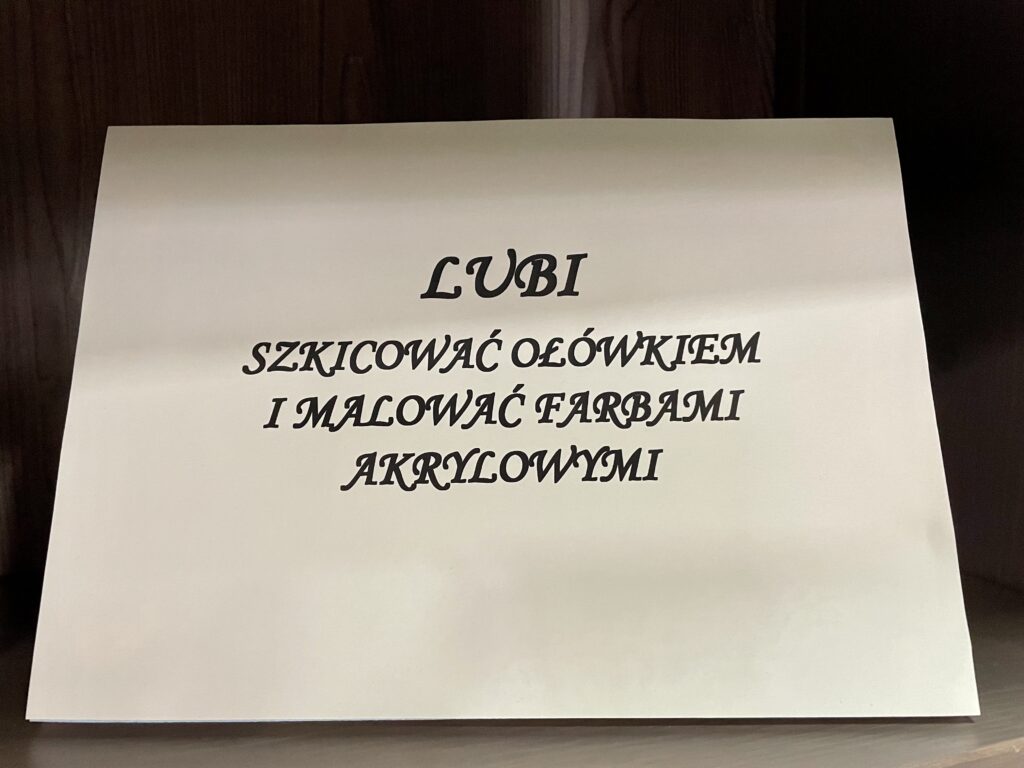 LUBI
SZKICOWAĆ OŁÓWKIEM
I MALOWAĆ FARBAMI
AKRYLOWYMI